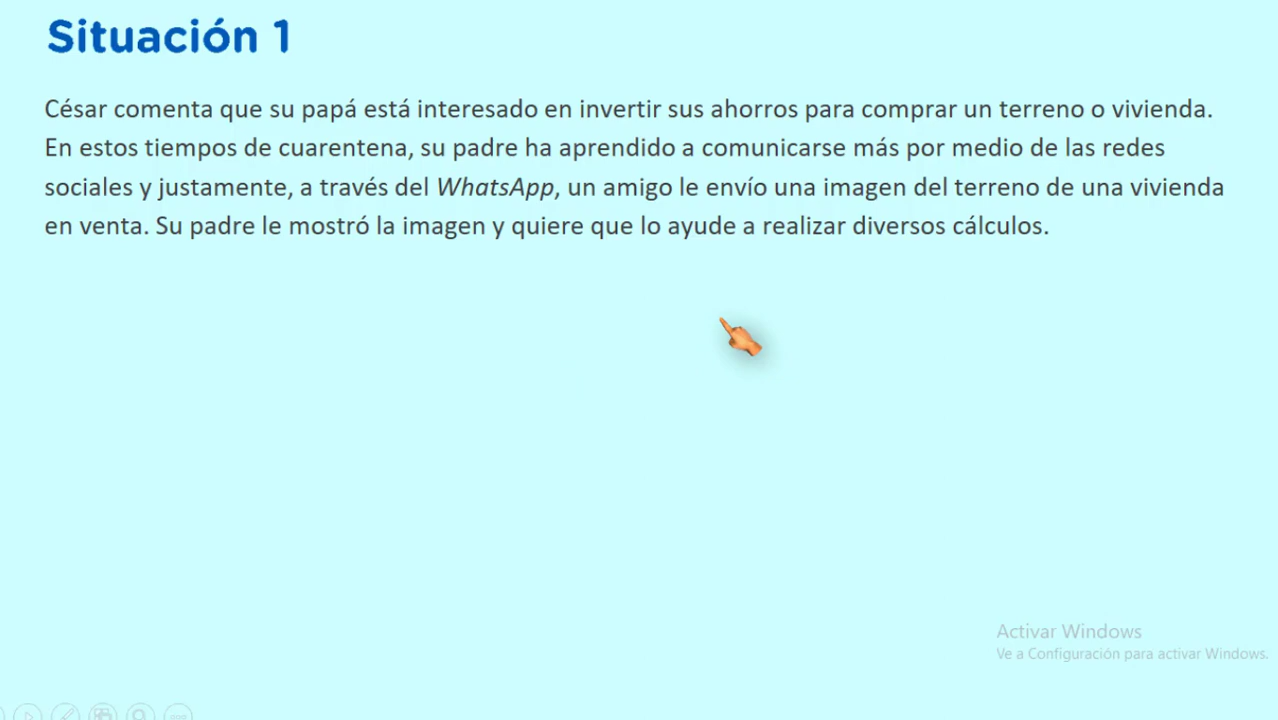 Situación 1
César comenta que su papá está interesado en invertir sus ahorros para comprar un terreno o vivienda.
En estos tiempos de cuarentena, su padre ha aprendido a comunicarse más por medio de las redes
sociales y justamente, a través del WhatsApp, un amigo le envío una imagen del terreno de una vivienda
en venta. Su padre le mostró la imagen y quiere que lo ayude a realizar diversos cálculos.
Activar Windows
Ve a Configuración para activar Windows.